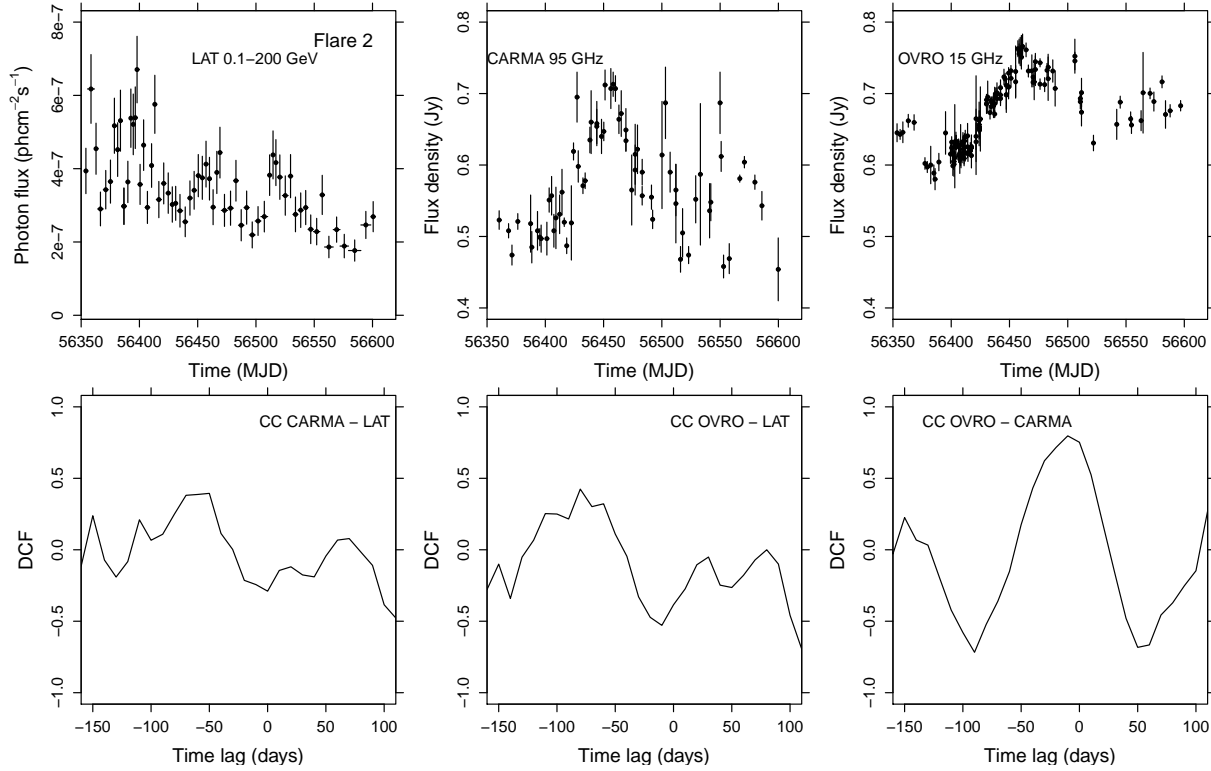 Photon flux (phcm−2s−1)
0 2e−7 4e−7 6e−7 8e−7
Flare 2
LAT 0.1−200 GeV
56350 56400 56450 56500 56550 56600
Time (MJD)
Flux density (Jy)
0.4 0.5 0.6 0.7 0.8
CARMA 95 GHz
56350 56400 56450 56500 56550 56600
Time (MJD)
Flux density (Jy)
0.4 0.5 0.6 0.7 0.8
OVRO 15 GHz
56350 56400 56450 56500 56550 56600
Time (MJD)
DCF
−1.0 −0.5 0.0 0.5 1.0
CC CARMA − LAT
−150 −100 −50 0 50 100
Time lag (days)
DCF
−1.0 −0.5 0.0 0.5 1.0
CC OVRO − LAT
−150 −100 −50 0 50 100
Time lag (days)
DCF
−1.0 −0.5 0.0 0.5 1.0
CC OVRO − CARMA
−150 −100 −50 0 50 100
Time lag (days)